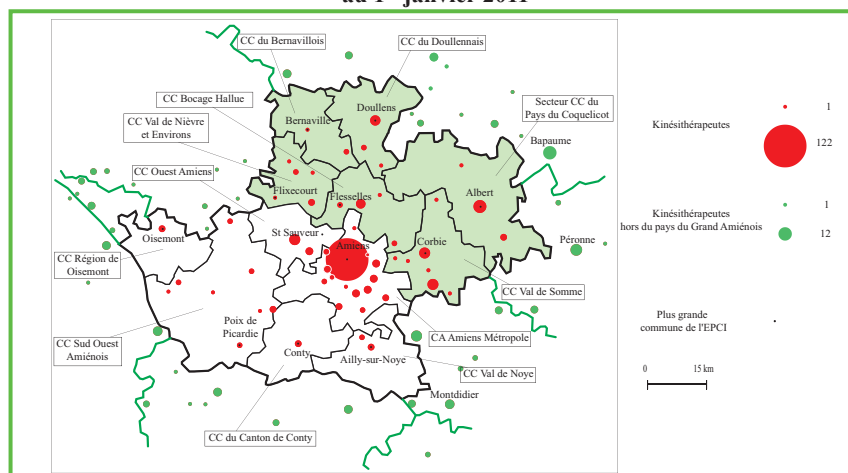 au 1er janvier 2011
CC du Bernavillois
CC du Doullennais
CC Bocage Hallue
Doullens
Secteur CC du
Pays du Coquelicot
CC Val de Nièvre
et Environs
Bernaville
Bapaume
CC Ouest Amiens
Flixecourt
Flesselles
Albert
Oisemont
St Sauveur
Amiens
Corbie
Péronne
CC Région de
Oisemont
CC Val de Somme
CC Sud Ouest
Amiénois
Poix de
Picardie
Conty
Ailly-sur-Noye
CA Amiens Métropole
CC Val de Noye
Montdidier
CC du Canton de Conty
Kinésithérapeutes
1
122
Kinésithérapeutes
hors du pays du Grand Amiénois
1
12
Plus grande
commune de l'EPCI
0
15 km